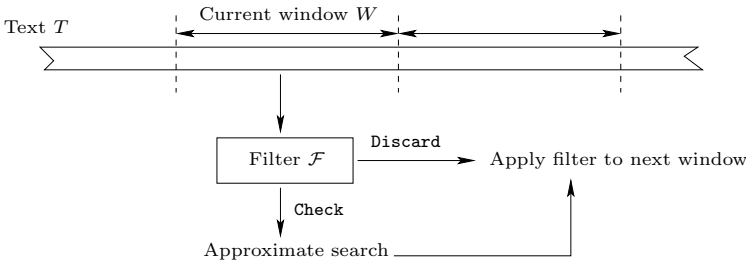 Current window W
Text T
Filter ℱ
Discard
Apply filter to next window
Check
Approximate search